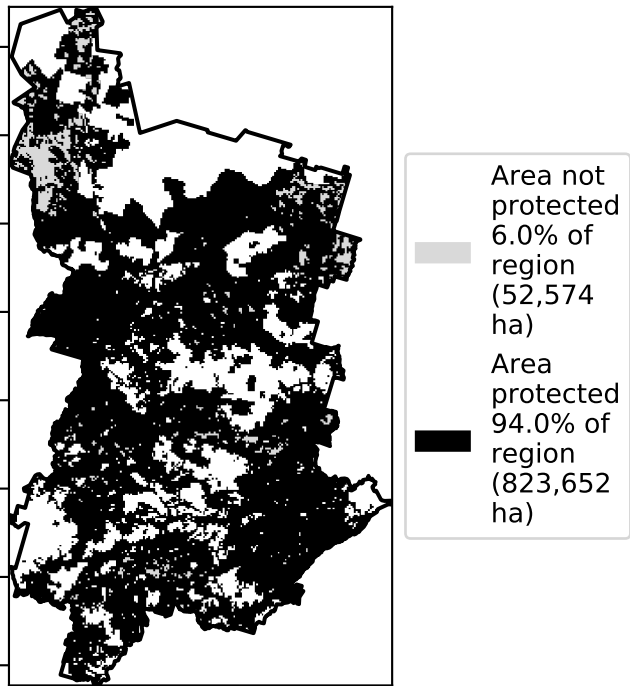 Area not
protected
6.0% of
region
(52,574
ha)
Area
protected
94.0% of
region
(823,652
ha)